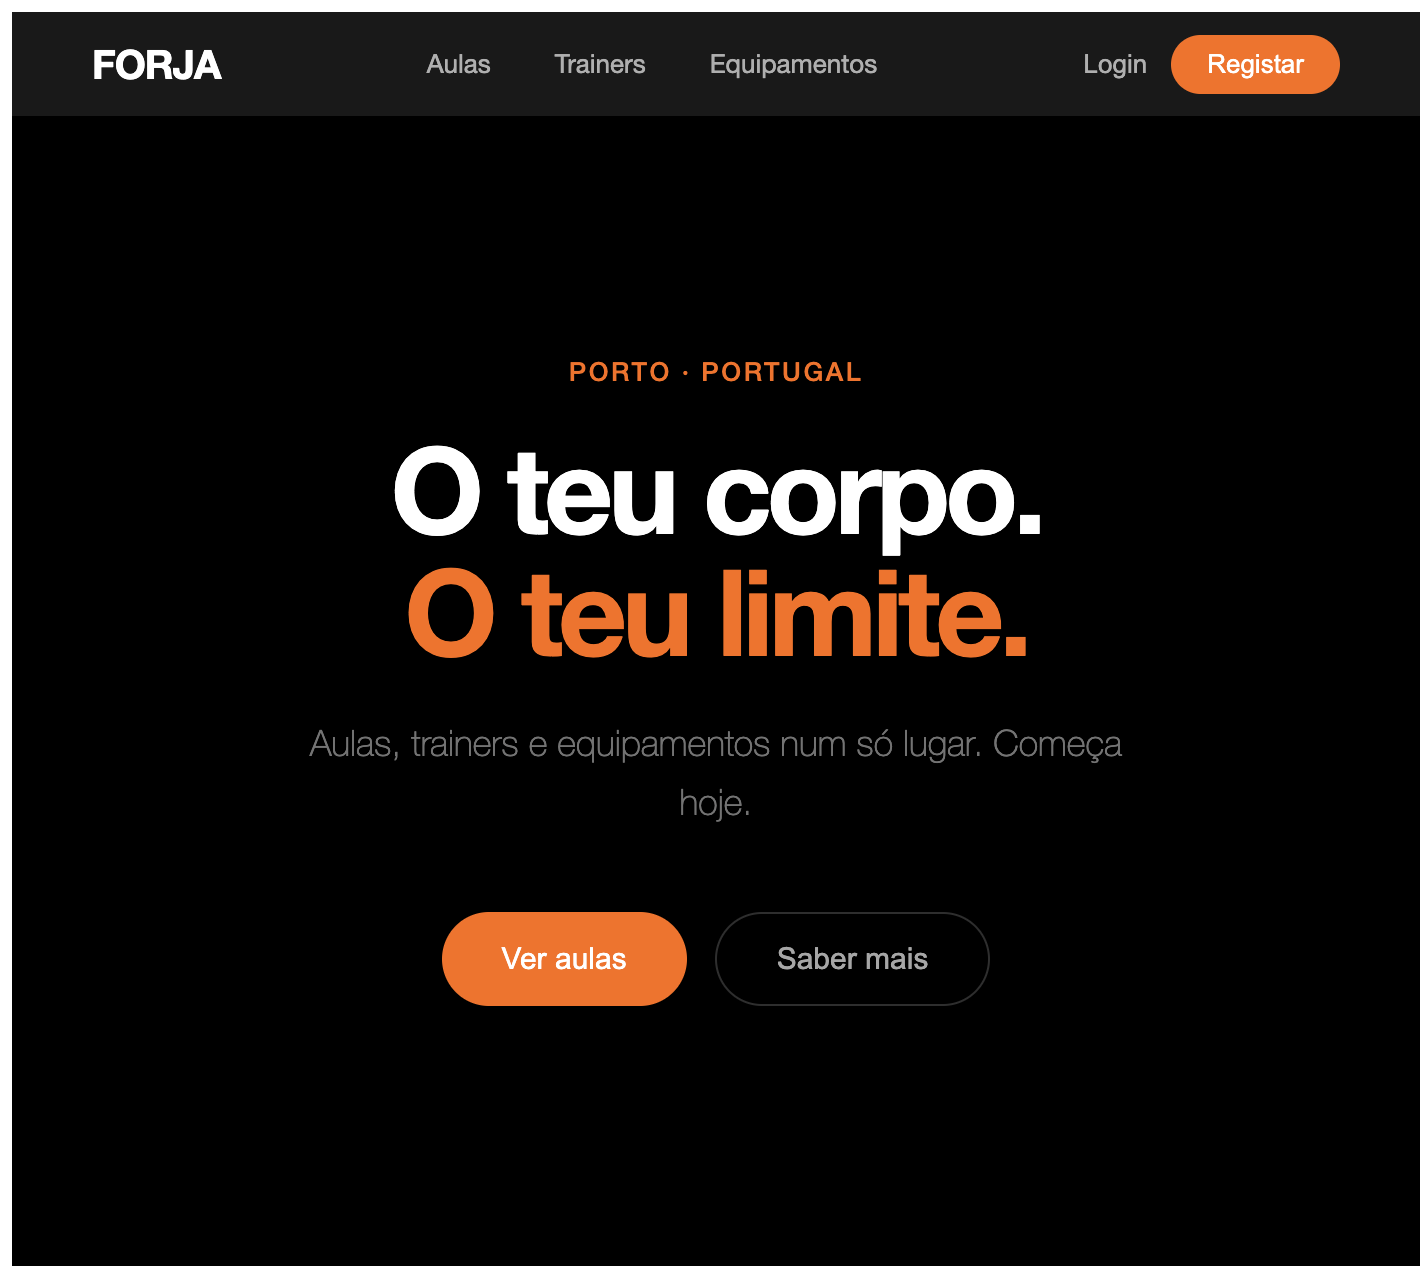 FORJA
Aulas
Trainers
Equipamentos
Login
Registar
PORTO · PORTUGAL
O teu corpo.
O teu limite.
Aulas, trainers e equipamentos num só lugar. Começa
hoje.
Ver aulas
Saber mais